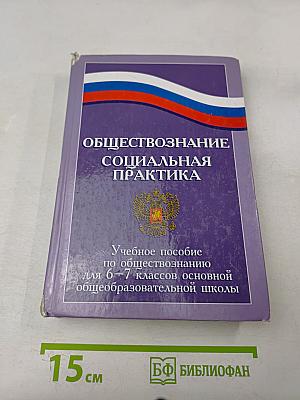 ОБЩЕСТВОЗНАНИЕ
СОЦИАЛЬНАЯ
ПРАКТИКА
Учебное пособие
по обществознанию
для 6—7 классов основной
общеобразовательной школы
15 см
БФ БИБЛИОФАН